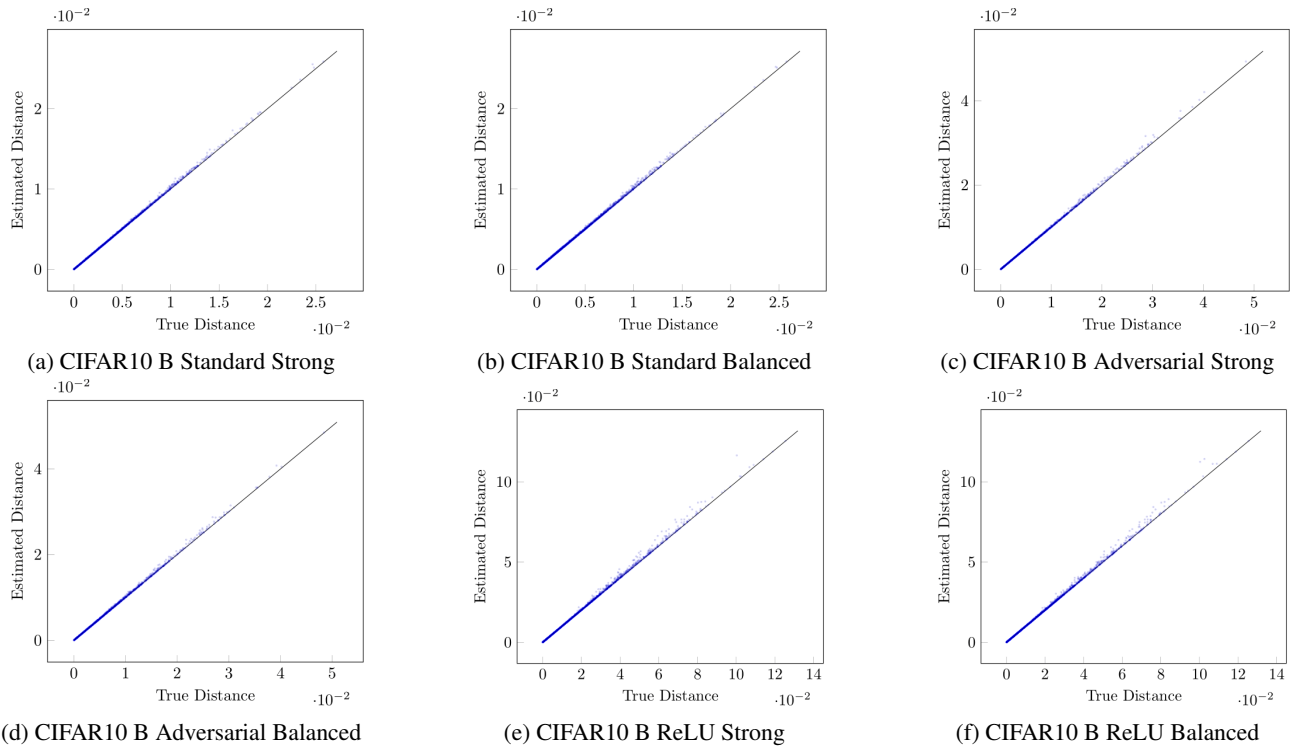 ·10⁻²
Estimated Distance
2
1
0
0 0.5 1 1.5 2 2.5
True Distance ·10⁻²
(a) CIFAR10 B Standard Strong
·10⁻²
Estimated Distance
2
1
0
0 0.5 1 1.5 2 2.5
True Distance ·10⁻²
(b) CIFAR10 B Standard Balanced
·10⁻²
Estimated Distance
4
2
0
0 1 2 3 4 5
True Distance ·10⁻²
(c) CIFAR10 B Adversarial Strong
·10⁻²
Estimated Distance
4
2
0
0 1 2 3 4 5
True Distance ·10⁻²
(d) CIFAR10 B Adversarial Balanced
·10⁻²
Estimated Distance
10
5
0
0 2 4 6 8 10 12 14
True Distance ·10⁻²
(e) CIFAR10 B ReLU Strong
·10⁻²
Estimated Distance
10
5
0
0 2 4 6 8 10 12 14
True Distance ·10⁻²
(f) CIFAR10 B ReLU Balanced